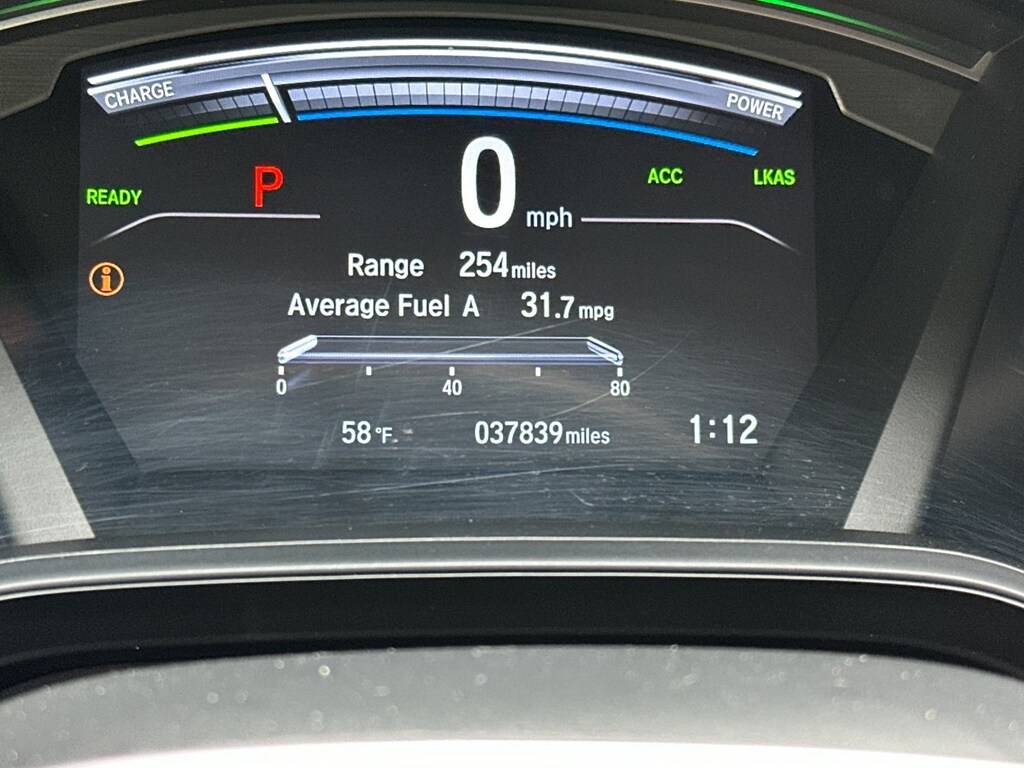 CHARGE POWER
READY P 0 mph ACC LKAS
i
Range 254 miles
Average Fuel A 31.7 mpg
0 40 80
58 °F 037839 miles 1:12